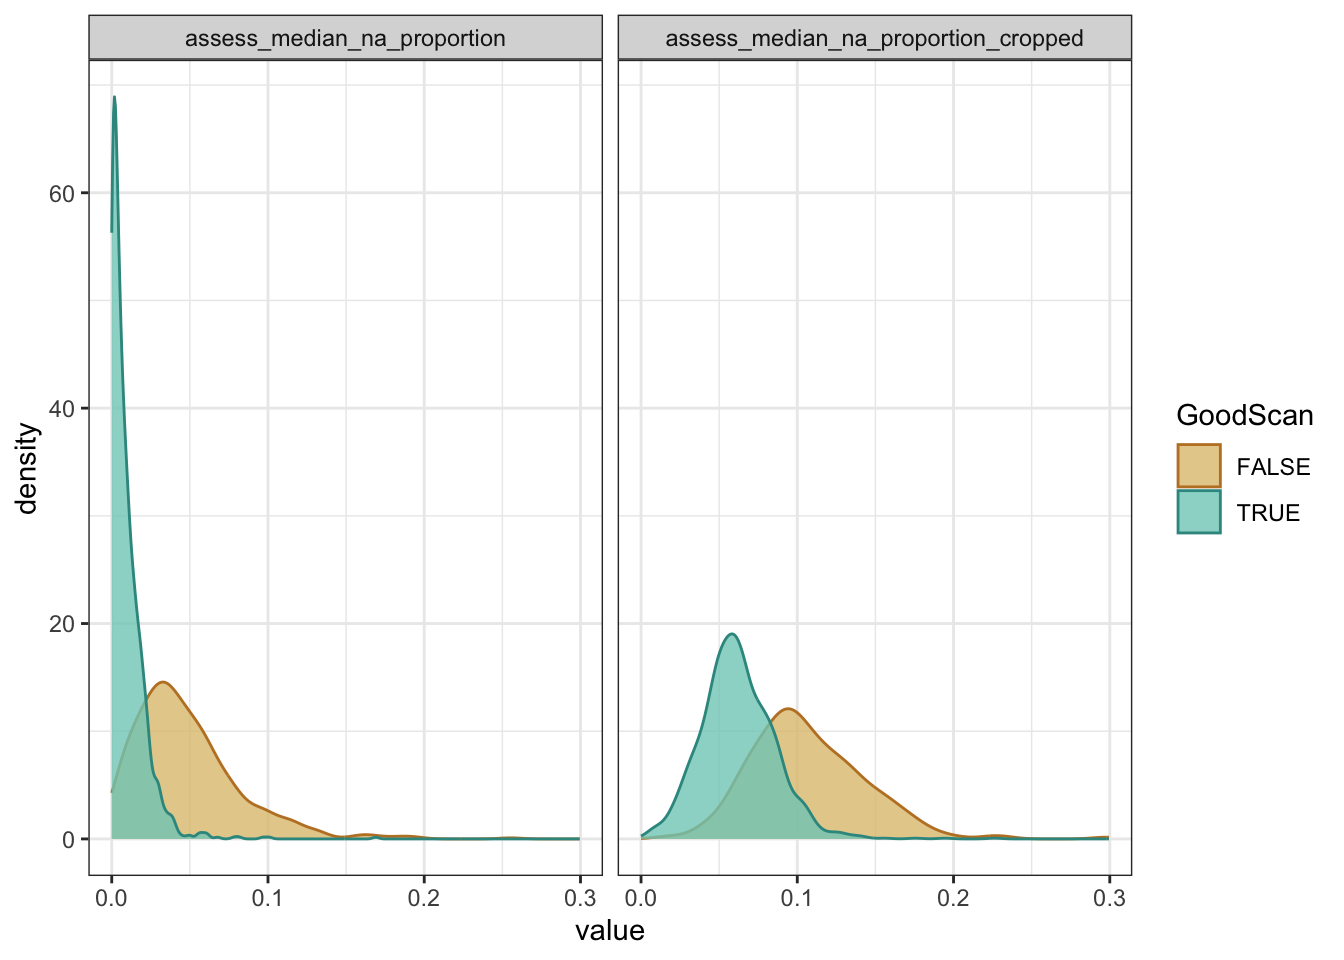 assess_median_na_proportion
assess_median_na_proportion_cropped
60
40
20
0
density
0.0
0.1
0.2
0.3
0.0
0.1
0.2
0.3
value
GoodScan
FALSE
TRUE